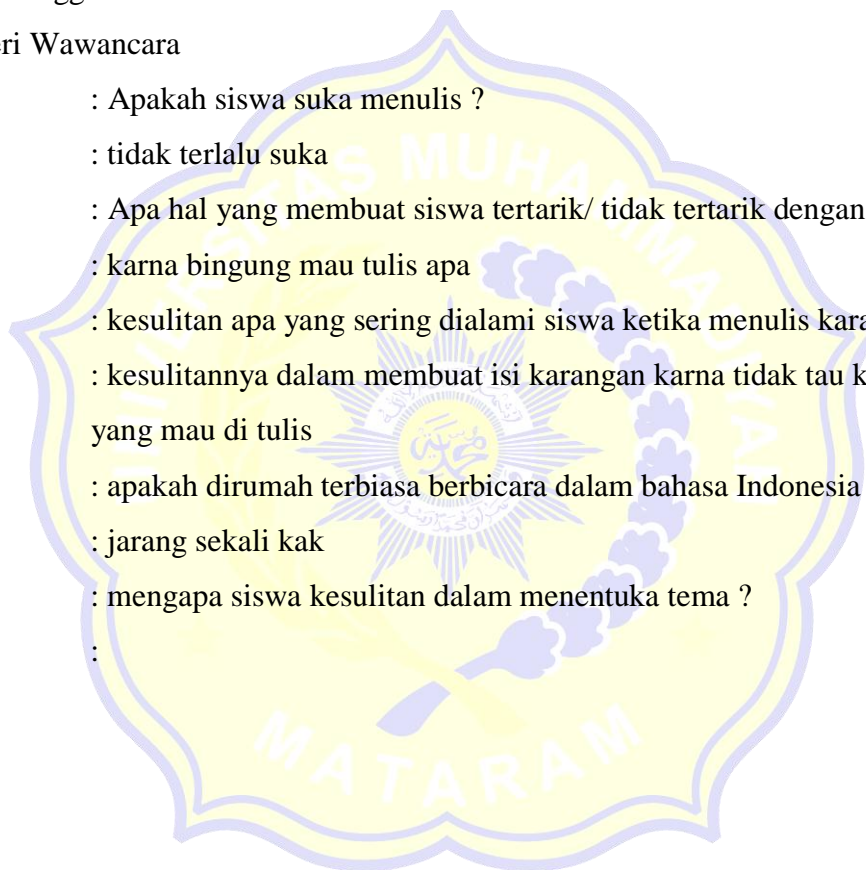 Wawancara
: Apakah siswa suka menulis ?
: tidak terlalu suka
: Apa hal yang membuat siswa tertarik/ tidak tertarik dengan
: karna bingung mau tulis apa
: kesulitan apa yang sering dialami siswa ketika menulis
: kesulitannya dalam membuat isi karangan karna tidak tau
yang mau di tulis
: apakah dirumah terbiasa berbicara dalam bahasa Indonesia
: jarang sekali kak
: mengapa siswa kesulitan dalam menentuka tema ?
:
UNIVERSITAS MUHAMMADIYAH
MATARAM